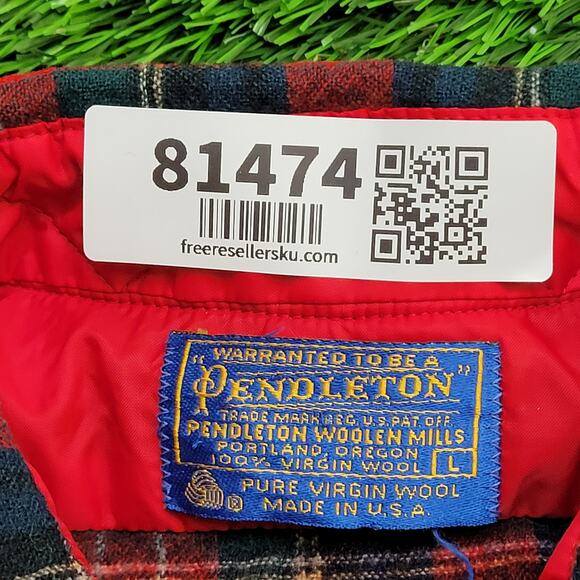 81474
freeresellersku.com
WARRANTED TO BE A
"PENDLETON"
TRADE MARK REG. U.S. PAT. OFF.
PENDLETON WOOLEN MILLS
PORTLAND, OREGON
100% VIRGIN WOOL L
PURE VIRGIN WOOL
® MADE IN U.S.A.